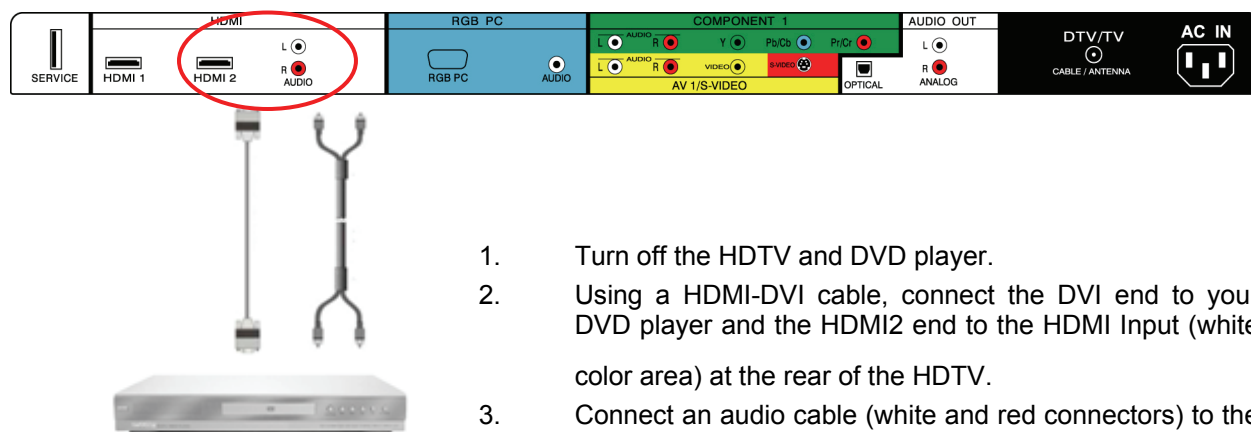 HDMI RGB PC COMPONENT 1 AUDIO OUT
L AUDIO R Y Pb/Cb Pr/Cr
L AUDIO R VIDEO S-VIDEO
L
R
AUDIO
L
R
ANALOG
DTV/TV
CABLE / ANTENNA
AC IN
SERVICE HDMI 1 HDMI 2 RGB PC AUDIO
AV 1/S-VIDEO
OPTICAL
1. Turn off the HDTV and DVD player.
2. Using a HDMI-DVI cable, connect the DVI end to you
DVD player and the HDMI2 end to the HDMI Input (white
color area) at the rear of the HDTV.
3. Connect an audio cable (white and red connectors) to the